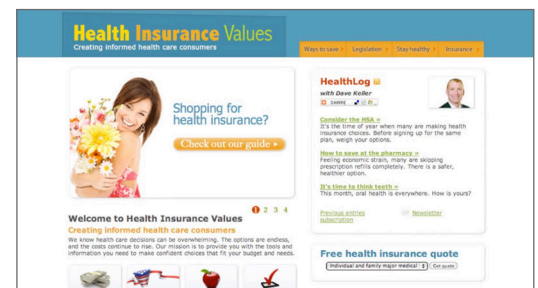 Health Insurance Values
Creating informed health care consumers
Ways to save
Legislation
Stay healthy
Insurance
Shopping for
health insurance?
Check out our guide
1 2 3 4
Welcome to Health Insurance Values
Creating informed health care consumers
We know health care decisions can be overwhelming. The options are endless,
and the costs continue to rise. Our mission is to provide you with the tools and
information you need to make confident choices that fit your budget and needs.
HealthLog
with Dave Keller
SHARE
Consider the HSA »
It's the time of year when many are making health
insurance choices. Before signing up for the same
plan, weigh your options.
How to save at the pharmacy »
Feeling economic strain, many are skipping
prescription refills completely. There is a safer,
healthier option.
It's time to think teeth »
This month, oral health is everywhere. How is yours?
Previous entries
subscription
Newsletter
Free health insurance quote
Individual and family major medical
Get quote